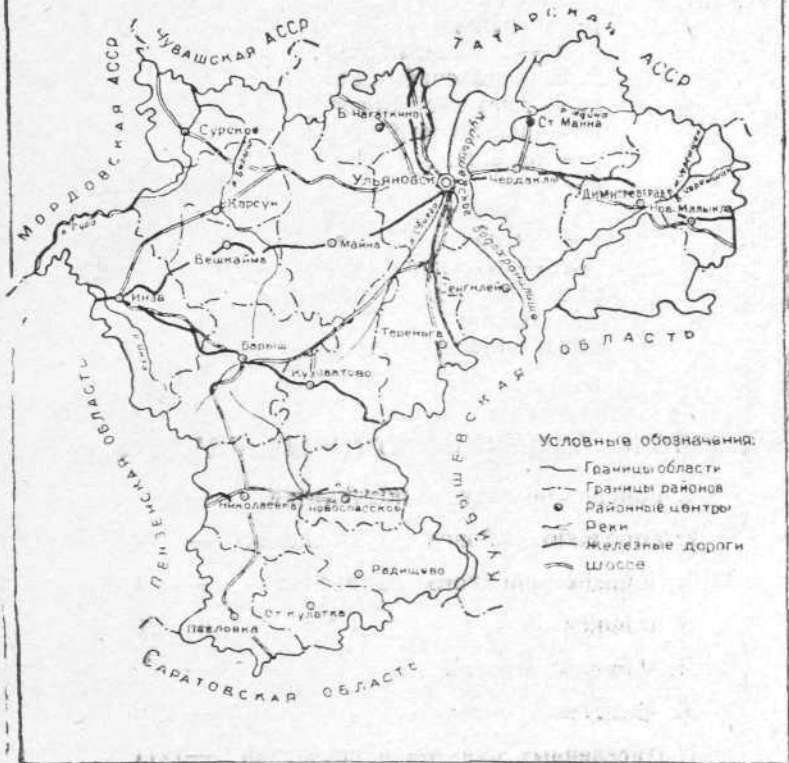 ЧУВАШСКАЯ АССР
ТАТАРСКАЯ АССР
МОРДОВСКАЯ АССР
Сурское
Б. Нагаткино
Ст. Майна
Ульяновск
Чердаклы
Димитровград
Нов. Малыкла
Карсун
Майна
Вешкайма
Инза
Сура
водохранилище
Сенгилей
Тереньга
Барыш
Кузоватово
ПЕНЗЕНСКАЯ ОБЛАСТЬ
КУЙБЫШЕВСКАЯ ОБЛАСТЬ
Николаевка
Новоспасское
Радищево
Ст. Кулатка
Павловка
САРАТОВСКАЯ ОБЛАСТЬ
Условные обозначения:
Границы области
Границы районов
Районные центры
Реки
Железные дороги
Шоссе